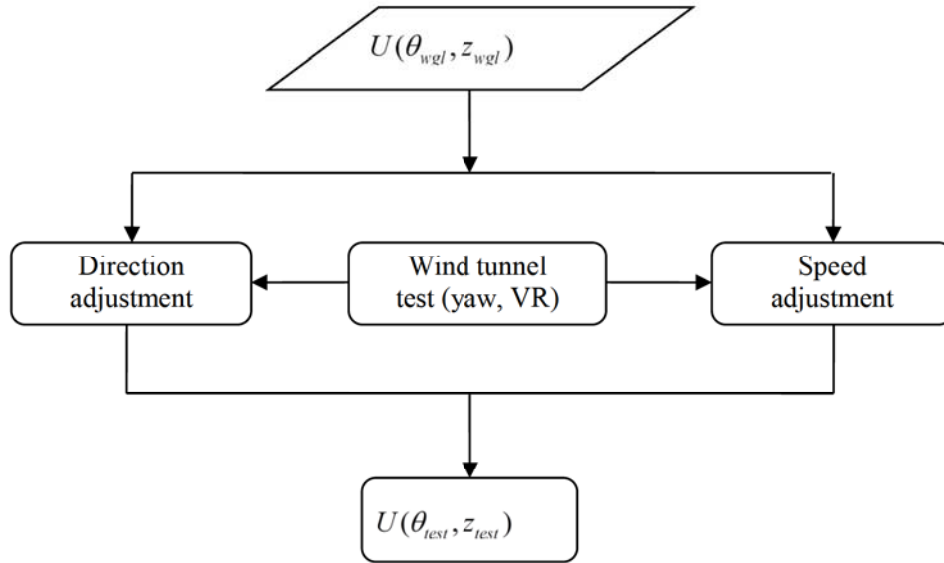 U(θ_wgl, z_wgl)
Direction
adjustment
Wind tunnel
test (yaw, VR)
Speed
adjustment
U(θ_test, z_test)